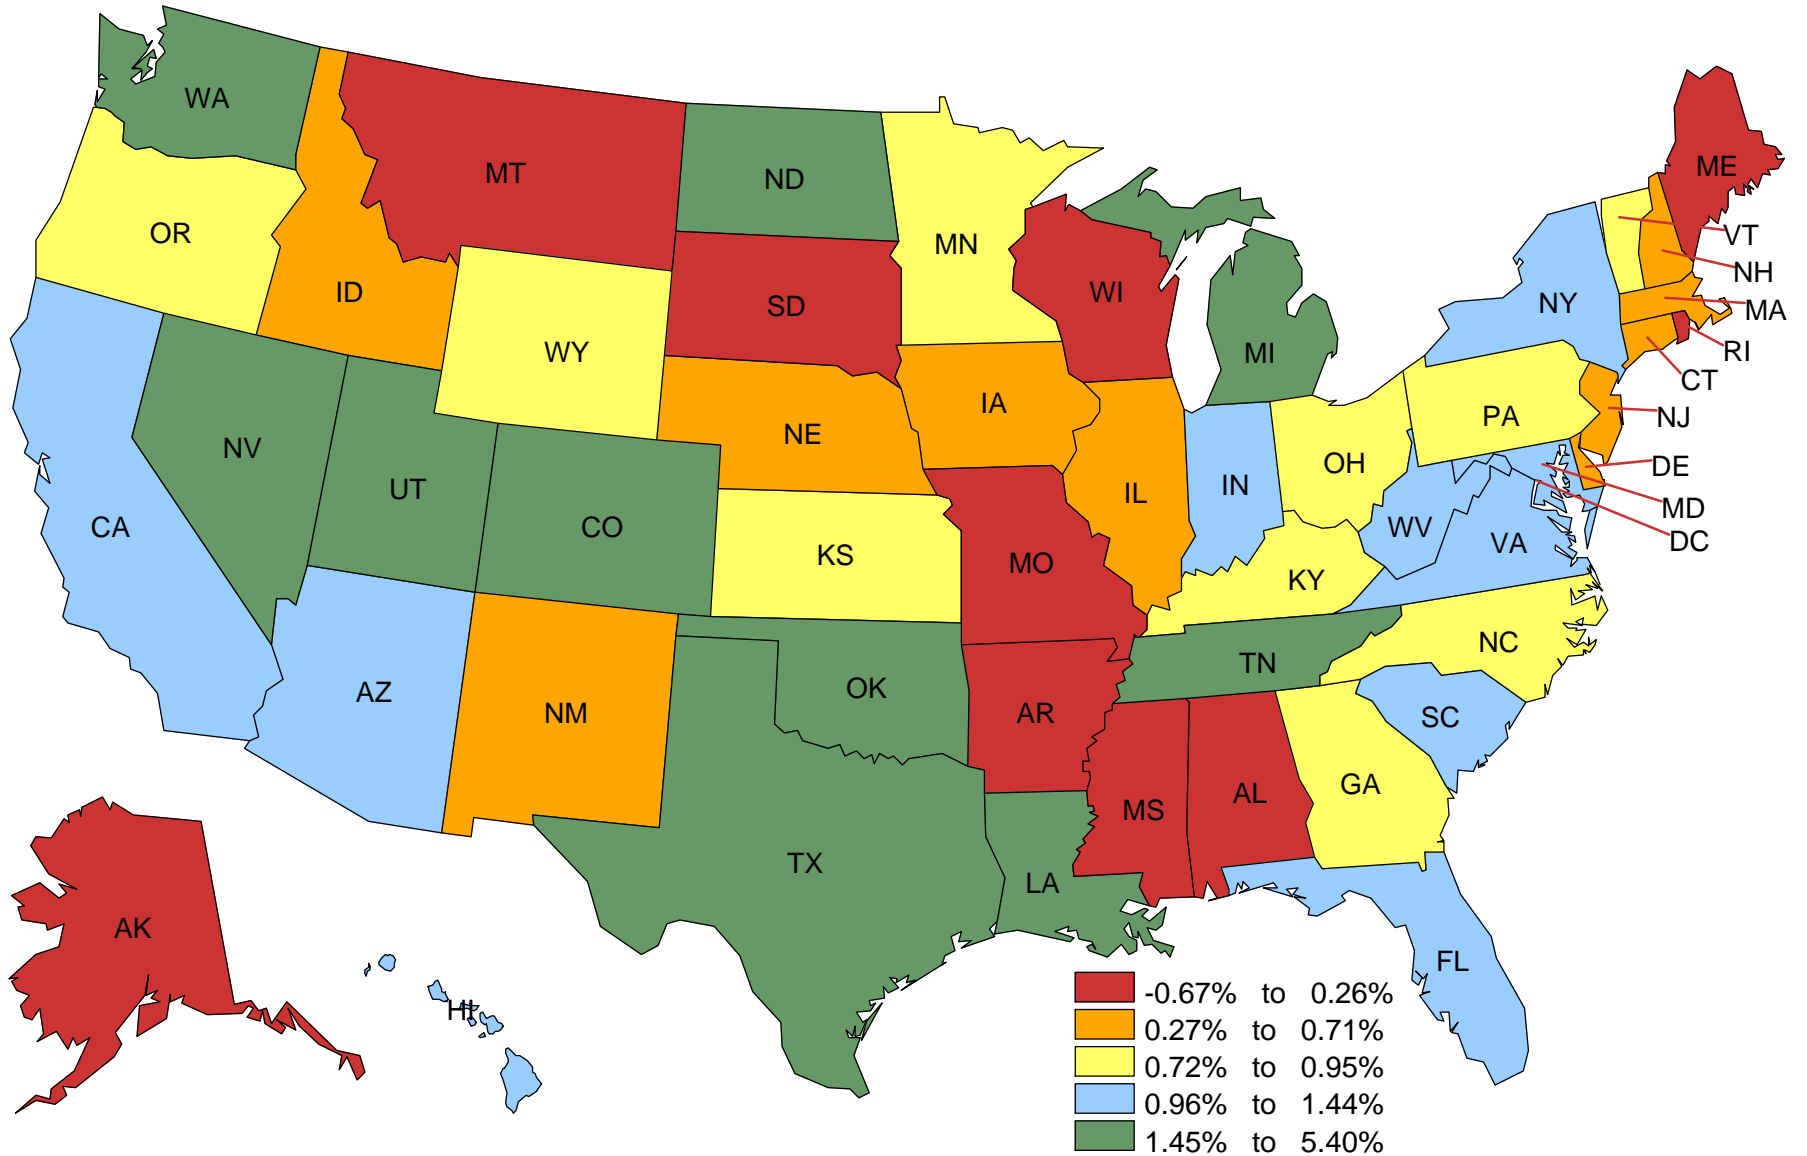 WA
ME
MT
ND
OR
MN
VT
NH
ID
SD
WI
NY
MA
WY
MI
RI
CT
IA
PA
NJ
NE
NV
OH
DE
UT
IL
IN
MD
CA
CO
WV
VA
DC
KS
MO
KY
NC
TN
AZ
OK
NM
AR
SC
GA
AL
MS
TX
LA
AK
FL
HI
-0.67% to 0.26%
0.27% to 0.71%
0.72% to 0.95%
0.96% to 1.44%
1.45% to 5.40%